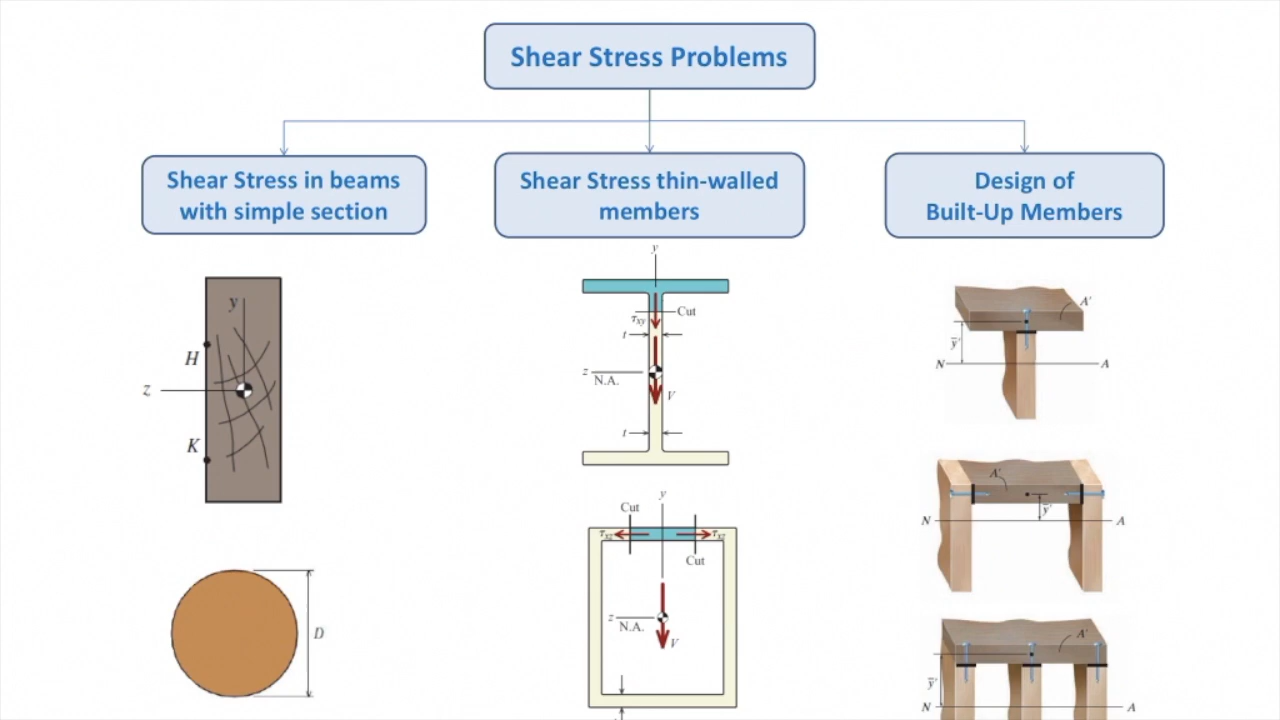 Shear Stress Problems
Shear Stress in beams
with simple section
Shear Stress thin-walled
members
Design of
Built-Up Members
y
H
z
K
D
y
Cut
τxy
t
z
N.A.
V
t
y
Cut
τxz
τxz
Cut
z
N.A.
V
A'
y̅'
N
A
A'
y̅'
N
A
A'
y̅'
N
A